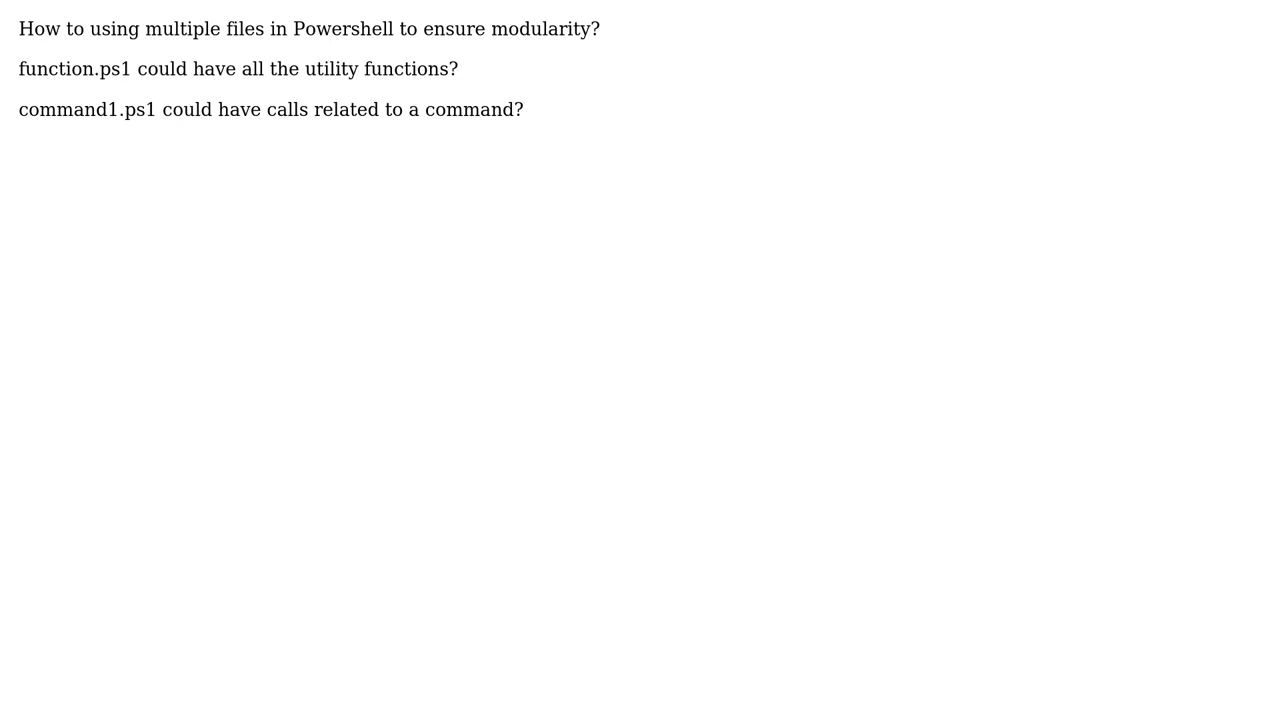 How to using multiple files in Powershell to ensure modularity?
function.ps1 could have all the utility functions?
command1.ps1 could have calls related to a command?